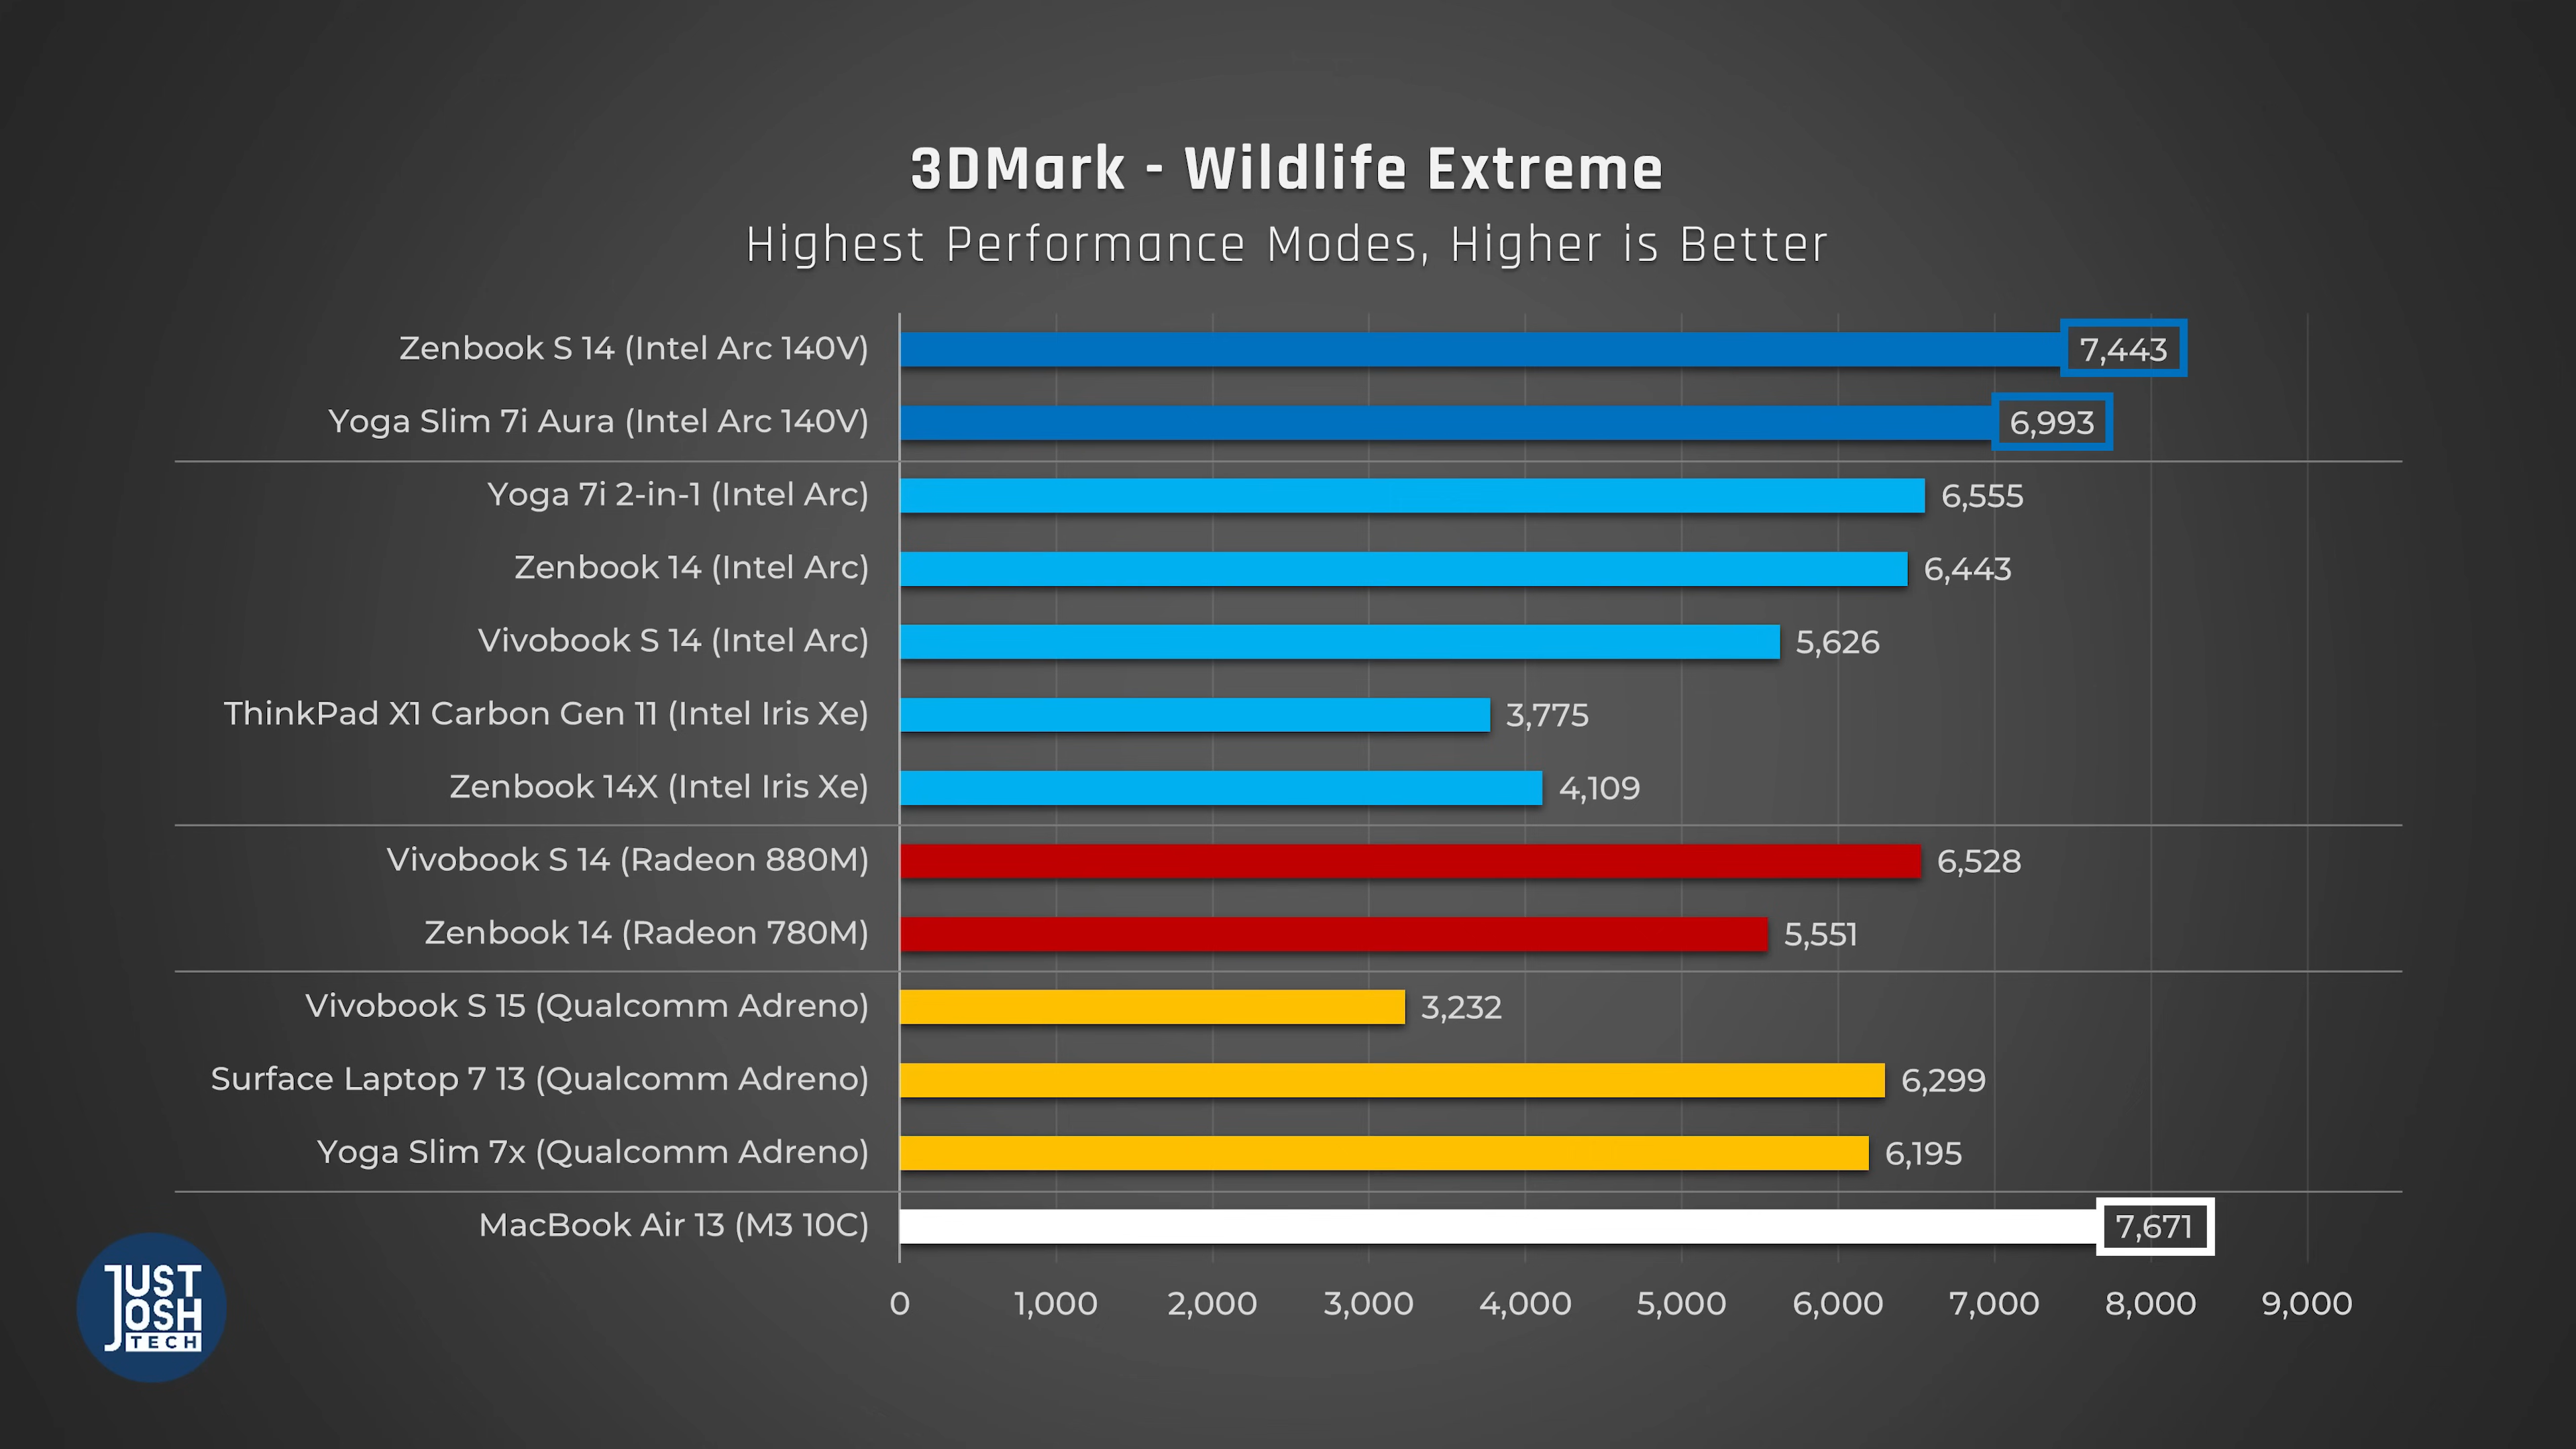 3DMark - Wildlife Extreme
Highest Performance Modes, Higher is Better
Zenbook S 14 (Intel Arc 140V) 7,443
Yoga Slim 7i Aura (Intel Arc 140V) 6,993
Yoga 7i 2-in-1 (Intel Arc) 6,555
Zenbook 14 (Intel Arc) 6,443
Vivobook S 14 (Intel Arc) 5,626
ThinkPad X1 Carbon Gen 11 (Intel Iris Xe) 3,775
Zenbook 14X (Intel Iris Xe) 4,109
Vivobook S 14 (Radeon 880M) 6,528
Zenbook 14 (Radeon 780M) 5,551
Vivobook S 15 (Qualcomm Adreno) 3,232
Surface Laptop 7 13 (Qualcomm Adreno) 6,299
Yoga Slim 7x (Qualcomm Adreno) 6,195
MacBook Air 13 (M3 10C) 7,671
0 1,000 2,000 3,000 4,000 5,000 6,000 7,000 8,000 9,000
JUST
JOSH
TECH